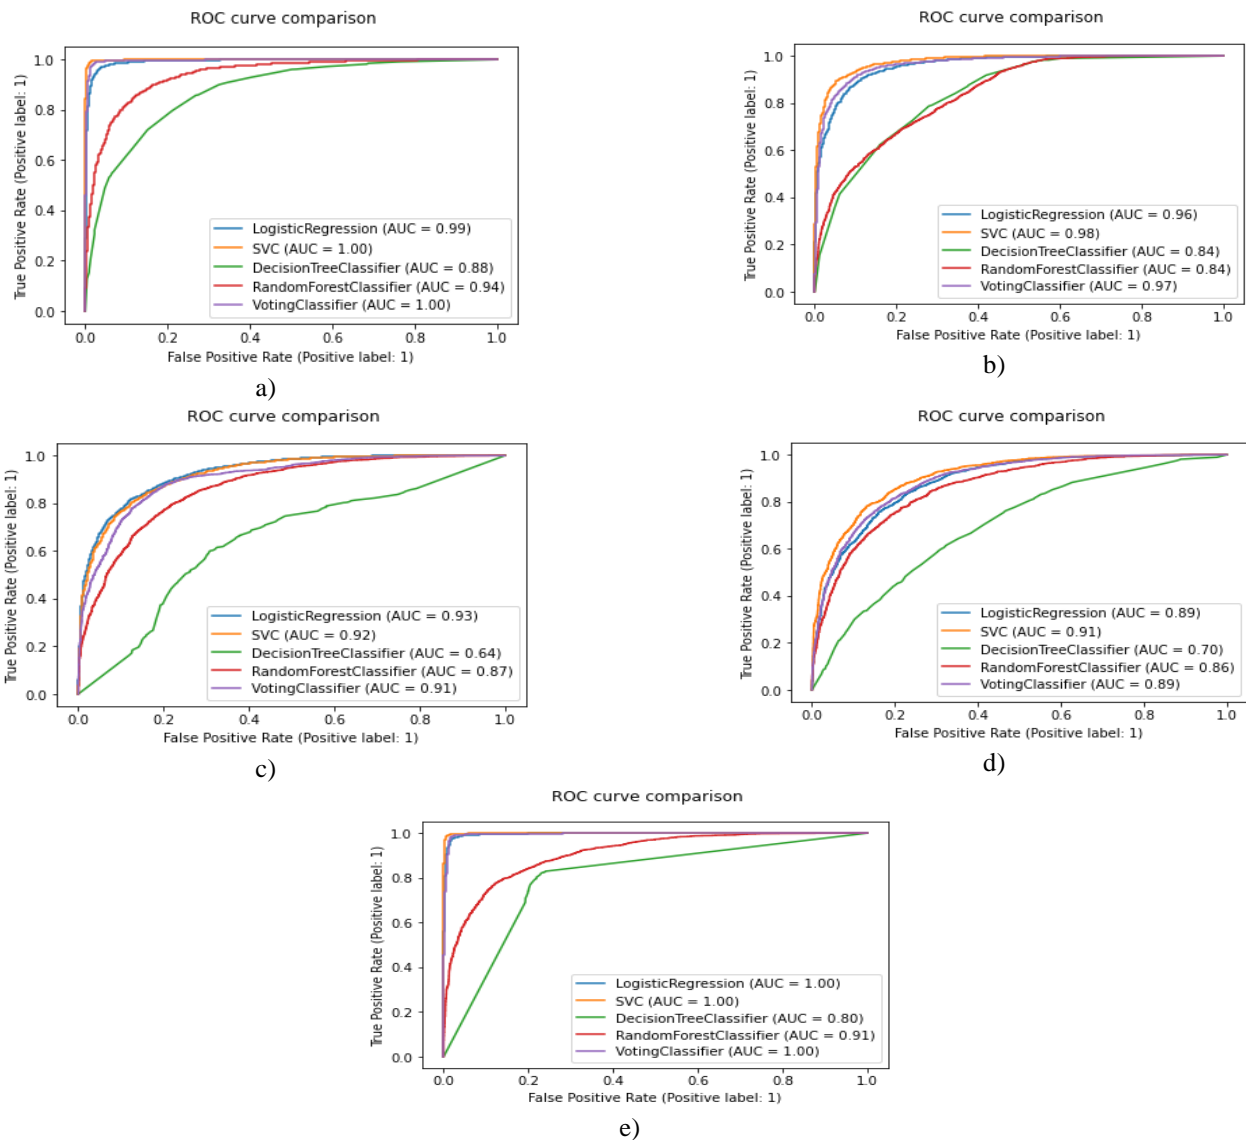 ROC curve comparison
True Positive Rate (Positive label: 1)
1.0
0.8
0.6
0.4
0.2
0.0
LogisticRegression (AUC = 0.99)
SVC (AUC = 1.00)
DecisionTreeClassifier (AUC = 0.88)
RandomForestClassifier (AUC = 0.94)
VotingClassifier (AUC = 1.00)
0.0 0.2 0.4 0.6 0.8 1.0
False Positive Rate (Positive label: 1)
a)
ROC curve comparison
True Positive Rate (Positive label: 1)
1.0
0.8
0.6
0.4
0.2
0.0
LogisticRegression (AUC = 0.96)
SVC (AUC = 0.98)
DecisionTreeClassifier (AUC = 0.84)
RandomForestClassifier (AUC = 0.84)
VotingClassifier (AUC = 0.97)
0.0 0.2 0.4 0.6 0.8 1.0
False Positive Rate (Positive label: 1)
b)
ROC curve comparison
True Positive Rate (Positive label: 1)
1.0
0.8
0.6
0.4
0.2
0.0
LogisticRegression (AUC = 0.93)
SVC (AUC = 0.92)
DecisionTreeClassifier (AUC = 0.64)
RandomForestClassifier (AUC = 0.87)
VotingClassifier (AUC = 0.91)
0.0 0.2 0.4 0.6 0.8 1.0
False Positive Rate (Positive label: 1)
c)
ROC curve comparison
True Positive Rate (Positive label: 1)
1.0
0.8
0.6
0.4
0.2
0.0
LogisticRegression (AUC = 0.89)
SVC (AUC = 0.91)
DecisionTreeClassifier (AUC = 0.70)
RandomForestClassifier (AUC = 0.86)
VotingClassifier (AUC = 0.89)
0.0 0.2 0.4 0.6 0.8 1.0
False Positive Rate (Positive label: 1)
d)
ROC curve comparison
True Positive Rate (Positive label: 1)
1.0
0.8
0.6
0.4
0.2
0.0
LogisticRegression (AUC = 1.00)
SVC (AUC = 1.00)
DecisionTreeClassifier (AUC = 0.80)
RandomForestClassifier (AUC = 0.91)
VotingClassifier (AUC = 1.00)
0.0 0.2 0.4 0.6 0.8 1.0
False Positive Rate (Positive label: 1)
e)